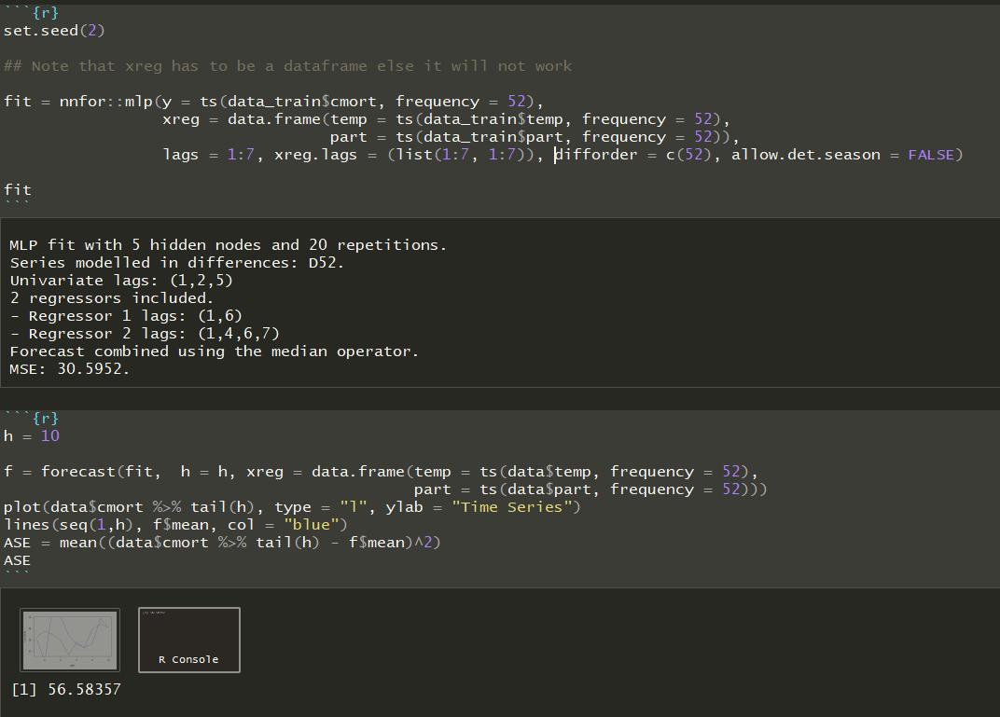 ```{r}
set.seed(2)
## Note that xreg has to be a dataframe else it will not work
fit = nnfor::mlp(y = ts(data_train$cmort, frequency = 52),
xreg = data.frame(temp = ts(data_train$temp, frequency = 52),
part = ts(data_train$part, frequency = 52)),
lags = 1:7, xreg.lags = (list(1:7, 1:7)), difforder = c(52), allow.det.season = FALSE)
fit
```
MLP fit with 5 hidden nodes and 20 repetitions.
Series modelled in differences: D52.
Univariate lags: (1,2,5)
2 regressors included.
- Regressor 1 lags: (1,6)
- Regressor 2 lags: (1,4,6,7)
Forecast combined using the median operator.
MSE: 30.5952.
```{r}
h = 10
f = forecast(fit,  h = h, xreg = data.frame(temp = ts(data$temp, frequency = 52),
part = ts(data$part, frequency = 52)))
plot(data$cmort %>% tail(h), type = "l", ylab = "Time Series")
lines(seq(1,h), f$mean, col = "blue")
ASE = mean((data$cmort %>% tail(h) - f$mean)^2)
ASE
```
R Console
[1] 56.58357